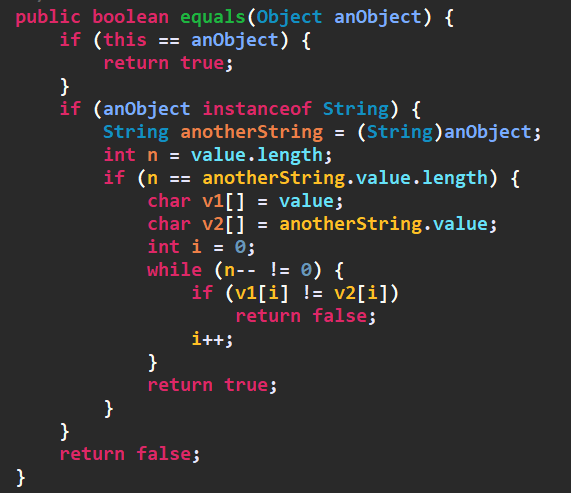 public boolean equals(Object anObject) {
    if (this == anObject) {
        return true;
    }
    if (anObject instanceof String) {
        String anotherString = (String)anObject;
        int n = value.length;
        if (n == anotherString.value.length) {
            char v1[] = value;
            char v2[] = anotherString.value;
            int i = 0;
            while (n-- != 0) {
                if (v1[i] != v2[i])
                    return false;
                i++;
            }
            return true;
        }
    }
    return false;
}